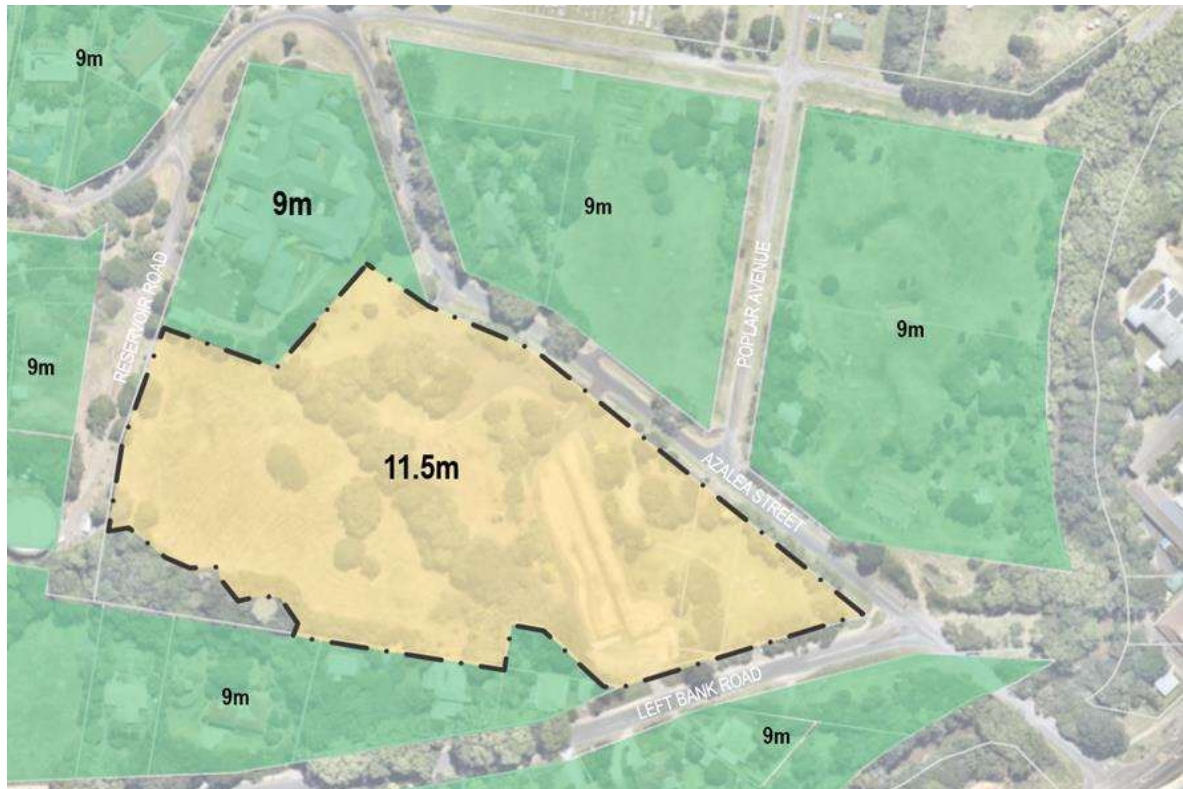 9m
9m
9m
POPLAR AVENUE
RESERVOIR ROAD
9m
9m
11.5m
AZALEA STREET
LEFT BANK ROAD
9m
9m